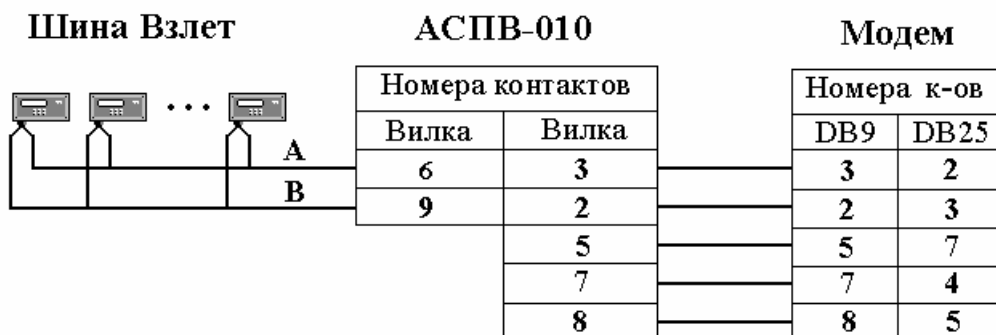 Шина Взлет АСПВ-010 Модем
Номера контактов Номера к-ов
Вилка Вилка DB9 DB25
A 6 3 3 2
B 9 2 2 3
5 5 7
7 7 4
8 8 5